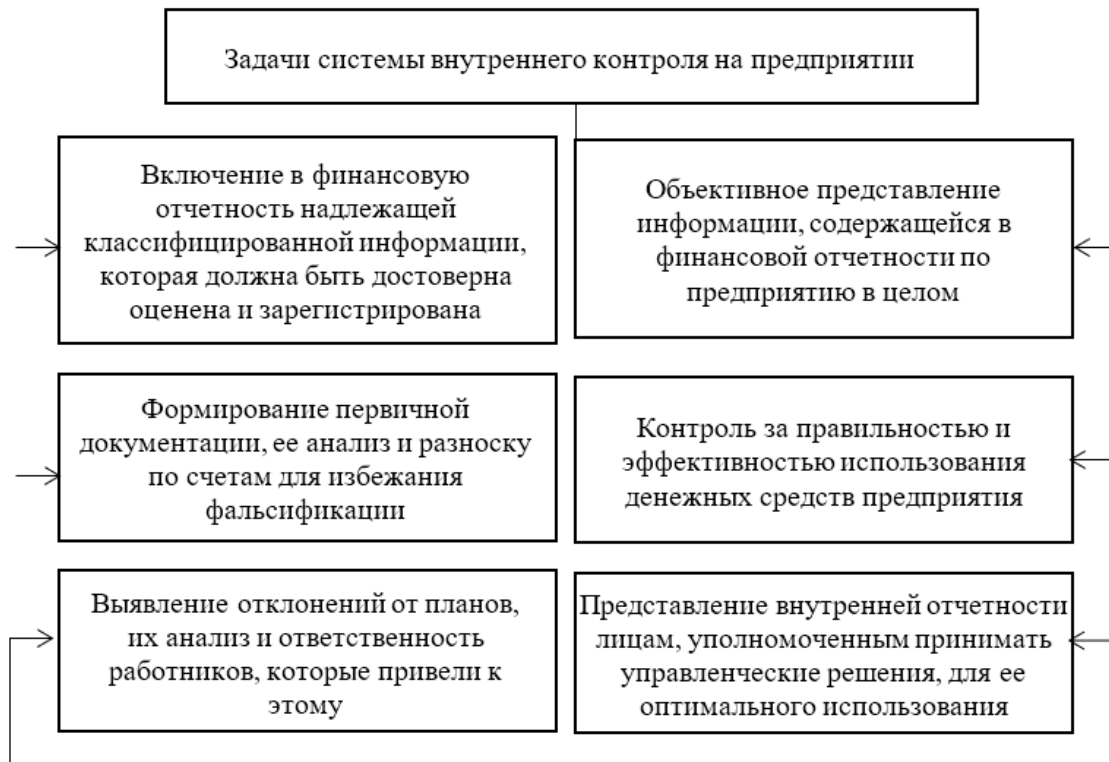 Задачи системы внутреннего контроля на предприятии
Включение в финансовую
отчетность надлежащей
классифицированной информации,
которая должна быть достоверна
оценена и зарегистрирована
Объективное представление
информации, содержащейся в
финансовой отчетности по
предприятию в целом
Формирование первичной
документации, ее анализ и разноску
по счетам для избежания
фальсификации
Контроль за правильностью и
эффективностью использования
денежных средств предприятия
Выявление отклонений от планов,
их анализ и ответственность
работников, которые привели к
этому
Представление внутренней отчетности
лицам, уполномоченным принимать
управленческие решения, для ее
оптимального использования